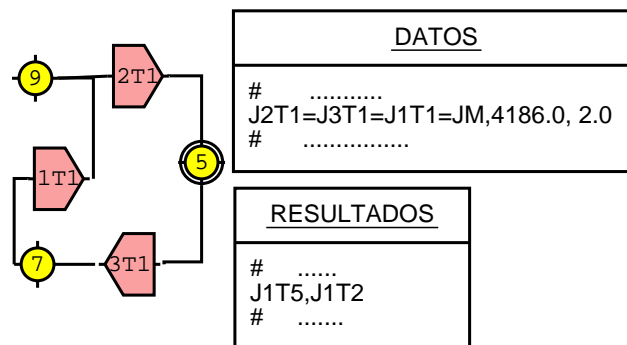 9
2T1
5
1T1
7
3T1
DATOS
#      ...........
J2T1=J3T1=J1T1=JM,4186.0, 2.0
#     ................
RESULTADOS
#     ......
J1T5,J1T2
#     .......